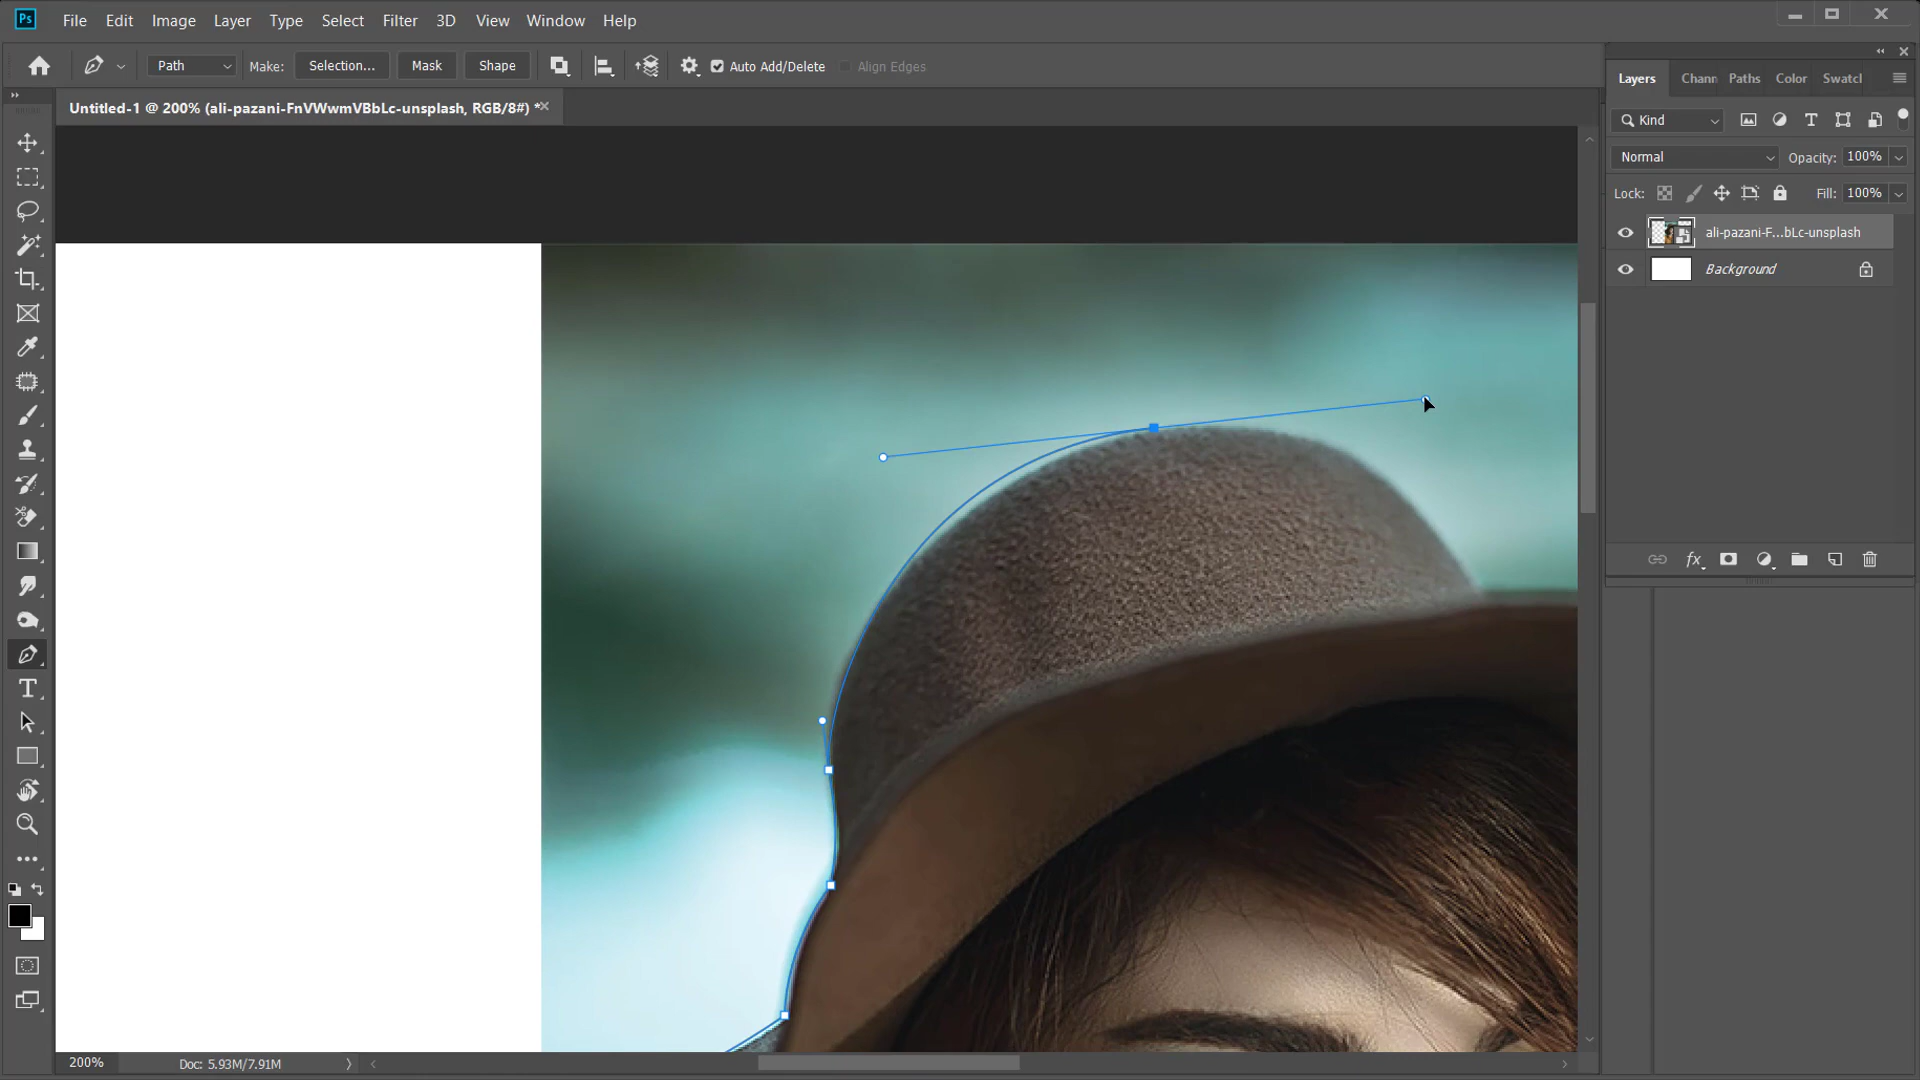 Ps File Edit Image Layer Type Select Filter 3D View Window Help
Path Make: Selection... Mask Shape Auto Add/Delete Align Edges
Untitled-1 @ 200% (ali-pazani-FnVWwmVBbLc-unsplash, RGB/8#) *
Layers Chann Paths Color Swatcl
Kind
Normal Opacity: 100%
Lock: Fill: 100%
ali-pazani-F...bLc-unsplash
Background
200% Doc: 5.93M/7.91M